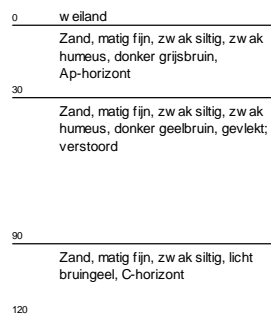 0 weiland
Zand, matig fijn, zwak siltig, zwak
humeus, donker grijsbruin,
Ap-horizont
30
Zand, matig fijn, zwak siltig, zwak
humeus, donker geelbruin, gevlekt;
verstoord
90
Zand, matig fijn, zwak siltig, licht
bruingeel, C-horizont
120